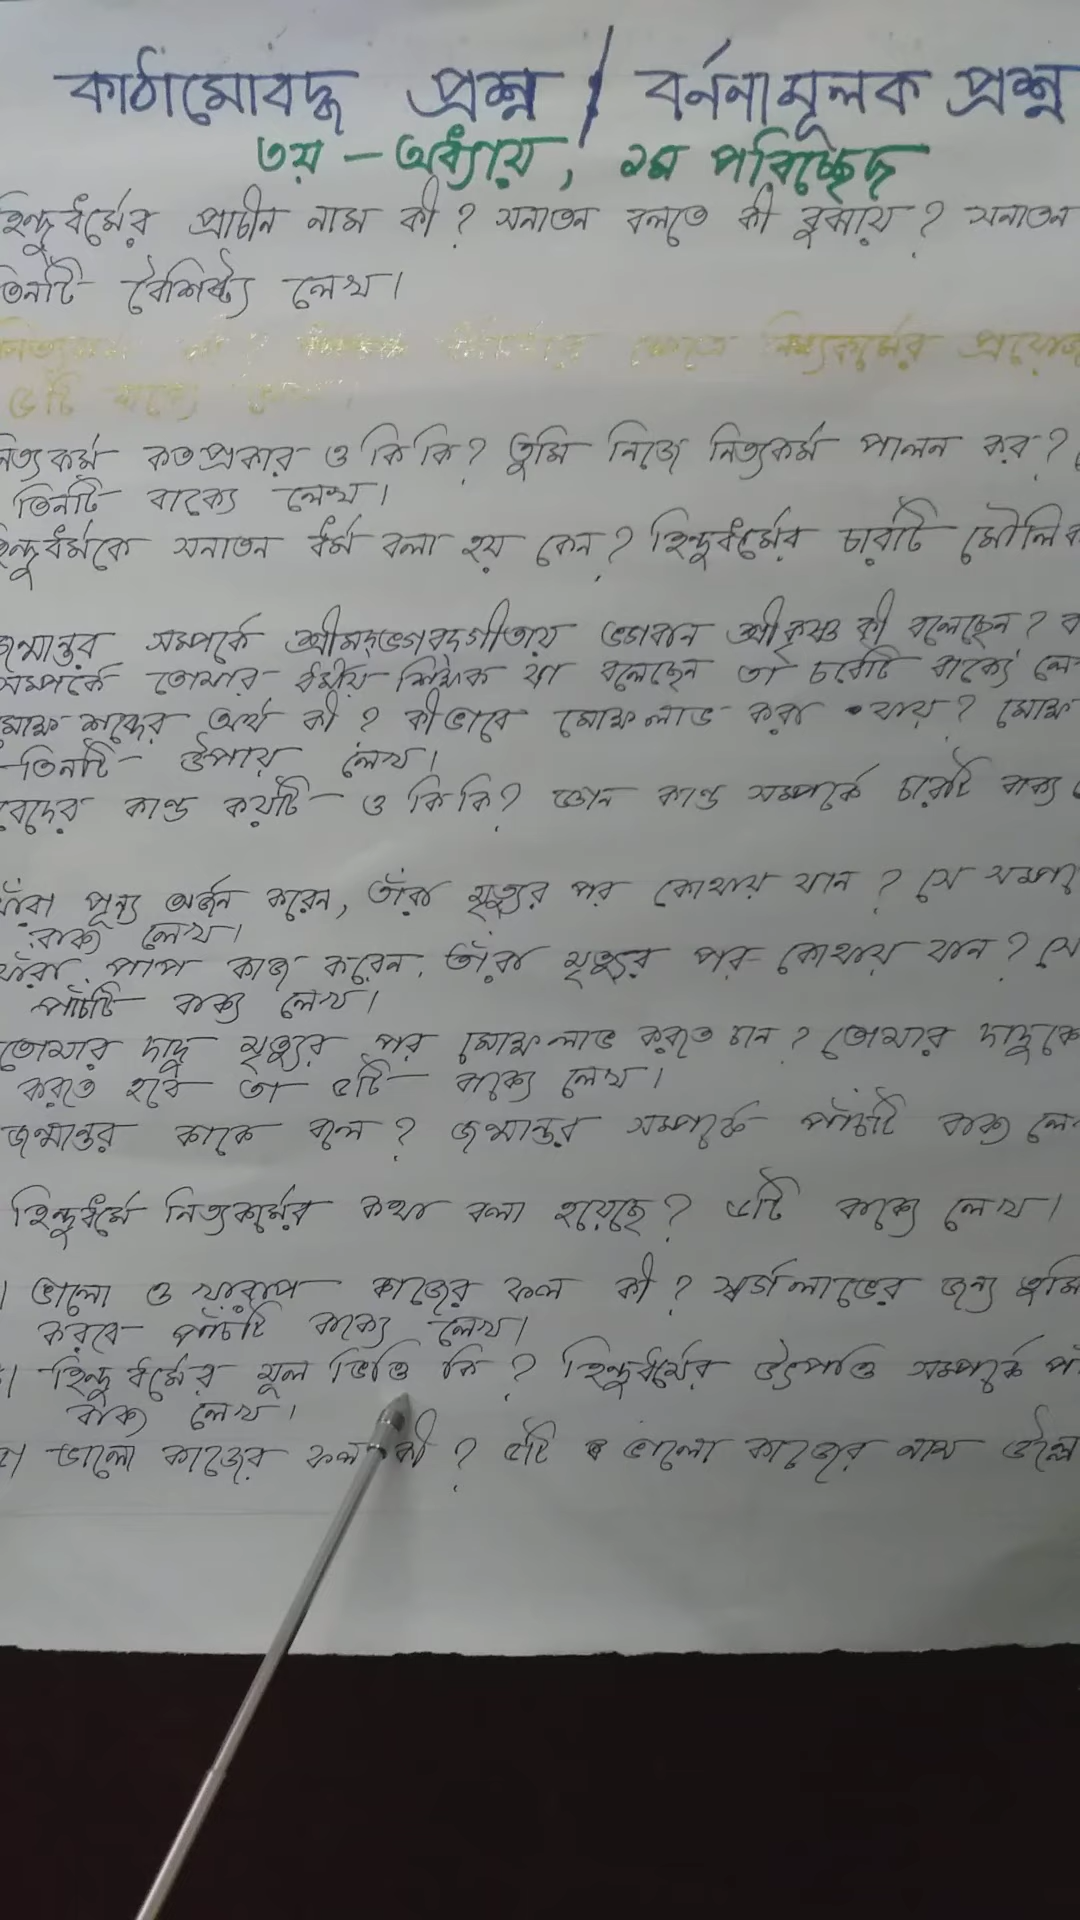 কাঠামোবদ্ধ প্রশ্ন / বর্ননামূলক প্রশ্ন
৩য় - অধ্যায়, ১ম পরিচ্ছেদ
হিন্দুধর্মের প্রাচীন নাম কী? সনাতন বলতে কী বুঝায়? সনাতন
তিনটি বৈশিষ্ট্য লেখ।
নিত্যকর্মের
৫টি বাক্যে
নিত্যকর্ম কতপ্রকার ও কি কি? তুমি নিজে নিত্যকর্ম পালন কর?
তিনটি বাক্যে লেখ।
হিন্দুধর্মকে সনাতন ধর্ম বলা হয় কেন? হিন্দুধর্মের চারটি
জন্মান্তর সম্পর্কে শ্রীমদ্ভগবদগীতায় ভগবান শ্রীকৃষ্ণ কী বলেছেন?
সম্পর্কে তোমার ধর্মীয় শিক্ষক যা বলেছেন তা চারটি বাক্যে
মোক্ষ শব্দের অর্থ কী? কীভাবে মোক্ষলাভ করা যায়? মোক্ষ
তিনটি উপায় লেখ।
বেদের কান্ড কয়টি ও কি কি? জ্ঞান কান্ড সম্পর্কে চারটি বাক্য
যাঁরা পূন্য অর্জন করেন, তাঁরা মৃত্যুর পর কোথায় যান? সে
বাক্য লেখ।
যাঁরা পাপ কাজ করেন, তাঁরা মৃত্যুর পর কোথায় যান? সে
পাঁচটি বাক্য লেখ।
তোমার দাদু মৃত্যুর পর মোক্ষলাভ করতে চান? তোমার দাদুকে
করতে হবে তা ৫টি বাক্যে লেখ।
জন্মান্তর কাকে বলে? জন্মান্তর সম্পর্কে পাঁচটি বাক্য
হিন্দুধর্মে নিত্যকর্মের কথা বলা হয়েছে? ৫টি বাক্যে লেখ।
। ভালো ও খারাপ কাজের ফল কী? স্বর্গলাভের জন্য তুমি
করবে পাঁচটি বাক্যে লেখ।
। হিন্দু ধর্মের মূল ভিত্তি কি? হিন্দুধর্মের উৎপত্তি সম্পর্কে
বাক্য লেখ।
। ভালো কাজের ফল কী? ৫টি ভালো কাজের নাম